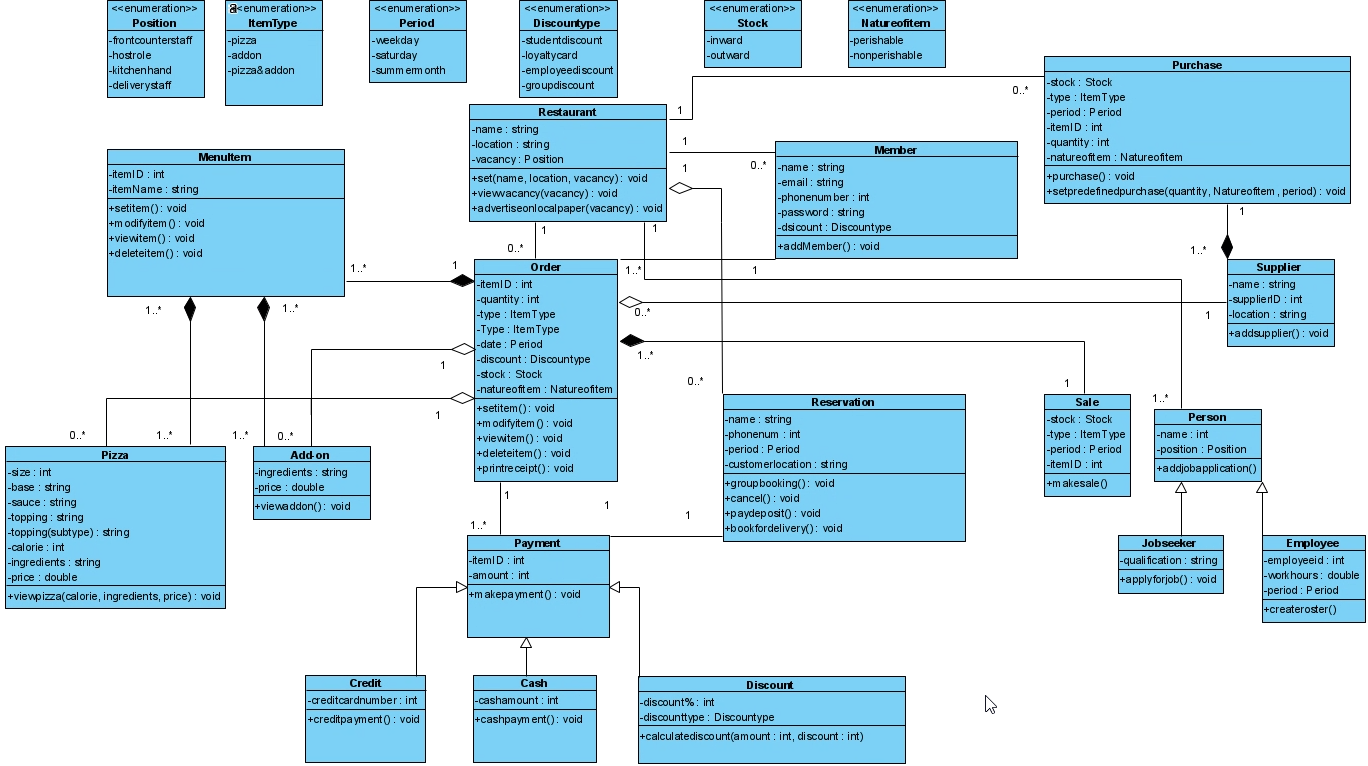 <<enumeration>>
Position
-frontcounterstaff
-hostrole
-kitchenhand
-deliverystaff
a
<<enumeration>>
ItemType
-pizza
-addon
-pizza&addon
<<enumeration>>
Period
-weekday
-saturday
-summermonth
<<enumeration>>
Discountype
-studentdiscount
-loyaltycard
-employeediscount
-groupdiscount
<<enumeration>>
Stock
-inward
-outward
<<enumeration>>
Natureofitem
-perishable
-nonperishable
Purchase
-stock : Stock
-type : ItemType
-period : Period
-itemID : int
-quantity : int
-natureofitem : Natureofitem
+purchase() : void
+setpredefinedpurchase(quantity, Natureofitem , period) : void
1
0..*
Restaurant
-name : string
-location : string
-vacancy : Position
+set(name, location, vacancy) : void
+viewvacancy(vacancy) : void
+advertiseonlocalpaper(vacancy) : void
1
0..*
1
Member
-name : string
-email : string
-phonenumber : int
-password : string
-dsicount : Discountype
+addMember() : void
MenuItem
-itemID : int
-itemName : string
+setitem() : void
+modifyitem() : void
+viewitem() : void
+deleteitem() : void
1
0..*
1
1
1..*
1..*
1
1
1..*
Order
-itemID : int
-quantity : int
-type : ItemType
-Type : ItemType
-date : Period
-discount : Discountype
-stock : Stock
-natureofitem : Natureofitem
+setitem() : void
+modifyitem() : void
+viewitem() : void
+deleteitem() : void
+printreceipt() : void
Supplier
-name : string
-supplierID : int
-location : string
+addsupplier() : void
1..*
1..*
0..*
1
1..*
1
1
1
0..*
1
1..*
0..*
1..*
1..*
0..*
Reservation
-name : string
-phonenum : int
-period : Period
-customerlocation : string
+groupbooking() : void
+cancel() : void
+paydeposit() : void
+bookfordelivery() : void
Sale
-stock : Stock
-type : ItemType
-period : Period
-itemID : int
+makesale()
Person
-name : int
-position : Position
+addjobapplication()
Pizza
-size : int
-base : string
-sauce : string
-topping : string
-topping(subtype) : string
-calorie : int
-ingredients : string
-price : double
+viewpizza(calorie, ingredients, price) : void
Add-on
-ingredients : string
-price : double
+viewaddon() : void
1
1
1
1..*
Payment
-itemID : int
-amount : int
+makepayment() : void
Jobseeker
-qualification : string
+applyforjob() : void
Employee
-employeeid : int
-workhours : double
-period : Period
+createroster()
Credit
-creditcardnumber : int
+creditpayment() : void
Cash
-cashamount : int
+cashpayment() : void
Discount
-discount% : int
-discounttype : Discountype
+calculatediscount(amount : int, discount : int)